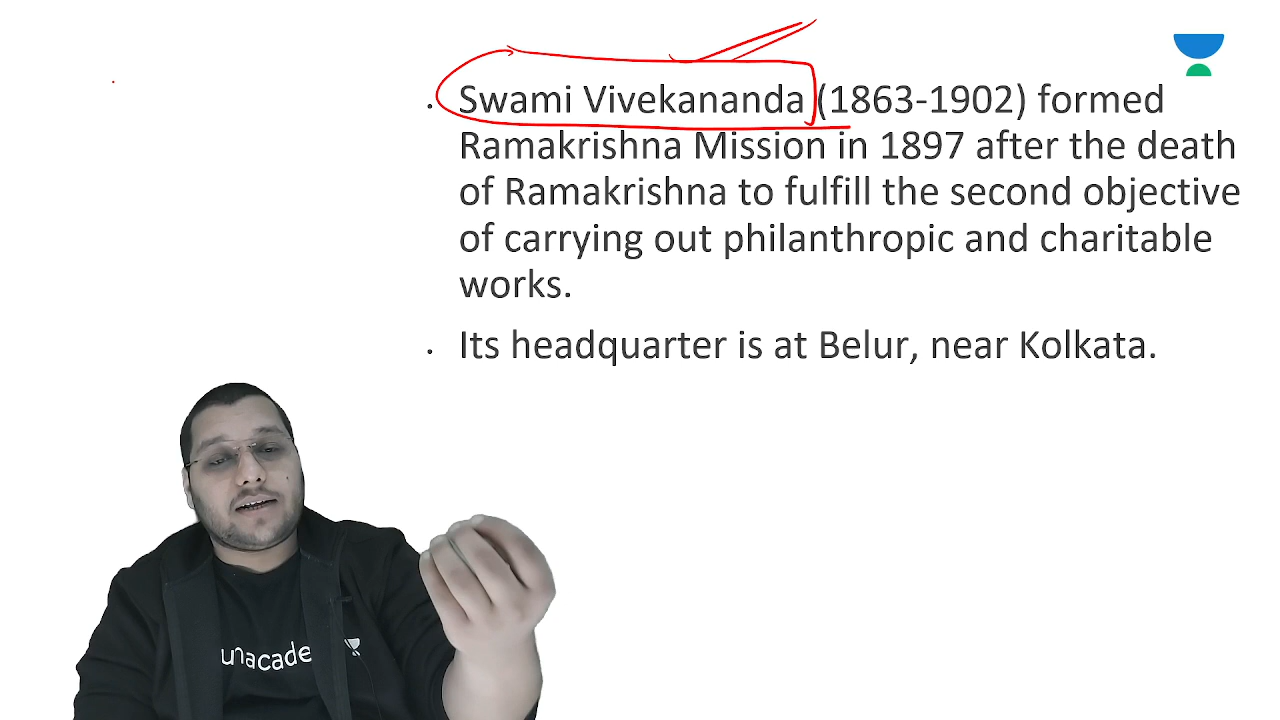 . Swami Vivekananda (1863-1902) formed
Ramakrishna Mission in 1897 after the death
of Ramakrishna to fulfill the second objective
of carrying out philanthropic and charitable
works.
. Its headquarter is at Belur, near Kolkata.
unacade